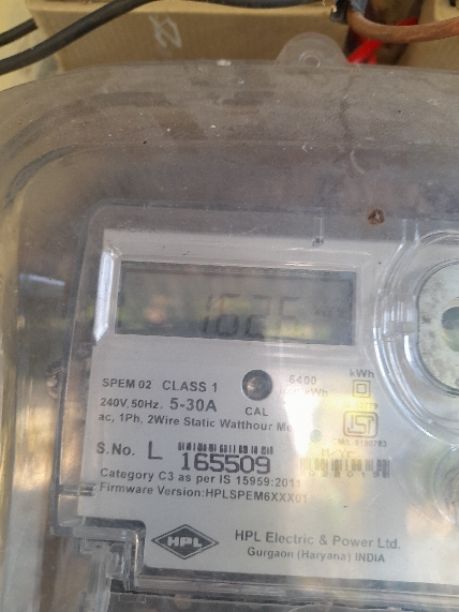 1625
SPEM 02 CLASS 1
6400
kWh
240V, 50Hz. 5-30A
CAL
ac, 1Ph, 2Wire Static Watthour
S.No. L 165509
M/YR
Category C3 as per IS 15959:2011
Firmware Version:HPLSPEM6XXX01
HPL
HPL Electric & Power Ltd.
Gurgaon (Haryana) INDIA